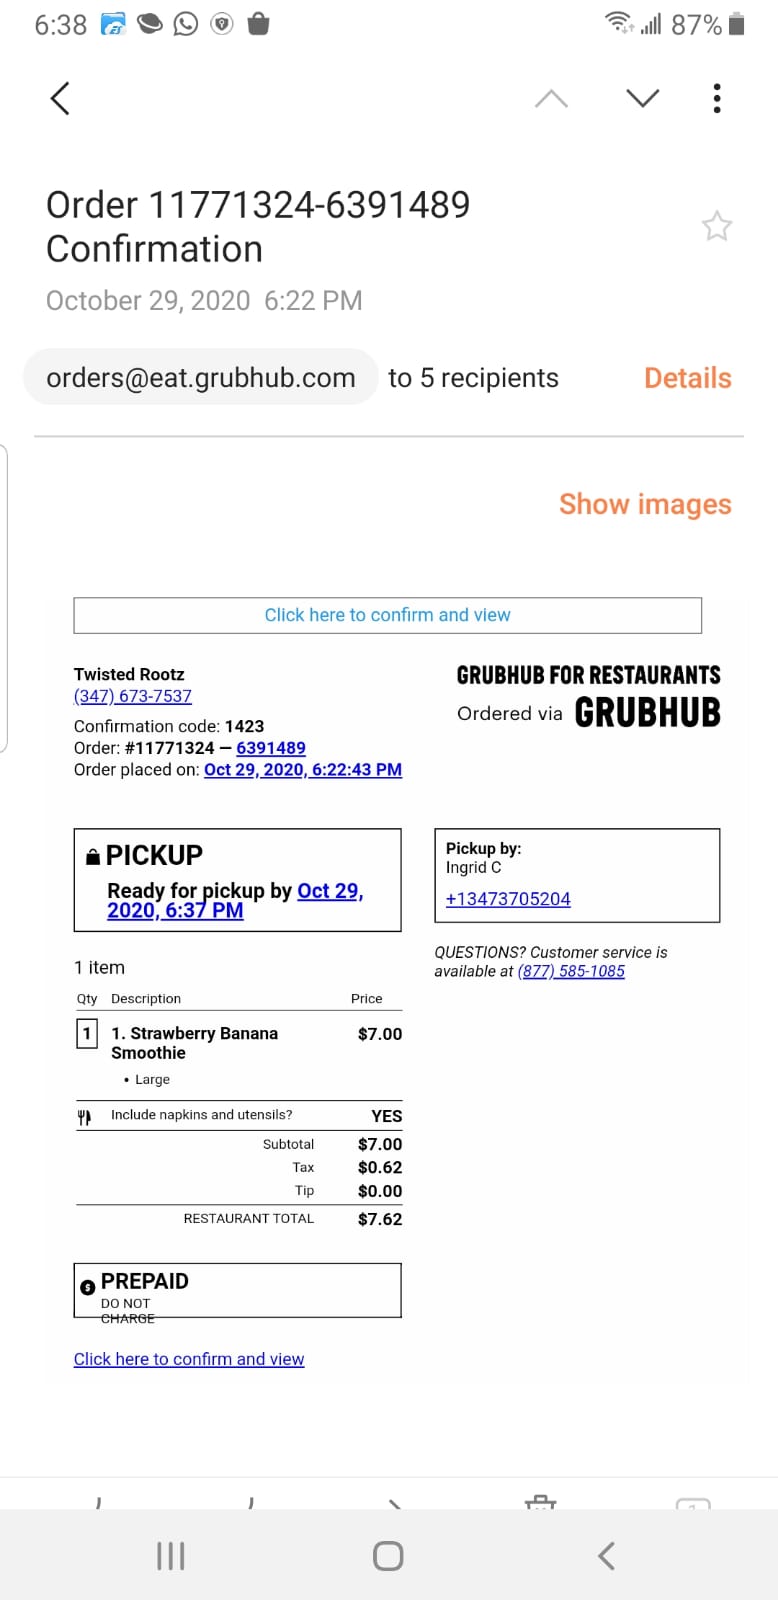 6:38 87%
Order 11771324-6391489
Confirmation
October 29, 2020 6:22 PM
orders@eat.grubhub.com to 5 recipients Details
Show images
Click here to confirm and view
Twisted Rootz
(347) 673-7537
Confirmation code: 1423
Order: #11771324 — 6391489
Order placed on: Oct 29, 2020, 6:22:43 PM
GRUBHUB FOR RESTAURANTS
Ordered via GRUBHUB
PICKUP
Ready for pickup by Oct 29,
2020, 6:37 PM
Pickup by:
Ingrid C
+13473705204
QUESTIONS? Customer service is
available at (877) 585-1085
1 item
Qty Description Price
1 1. Strawberry Banana $7.00
Smoothie
• Large
Include napkins and utensils? YES
Subtotal $7.00
Tax $0.62
Tip $0.00
RESTAURANT TOTAL $7.62
PREPAID
DO NOT
CHARGE
Click here to confirm and view